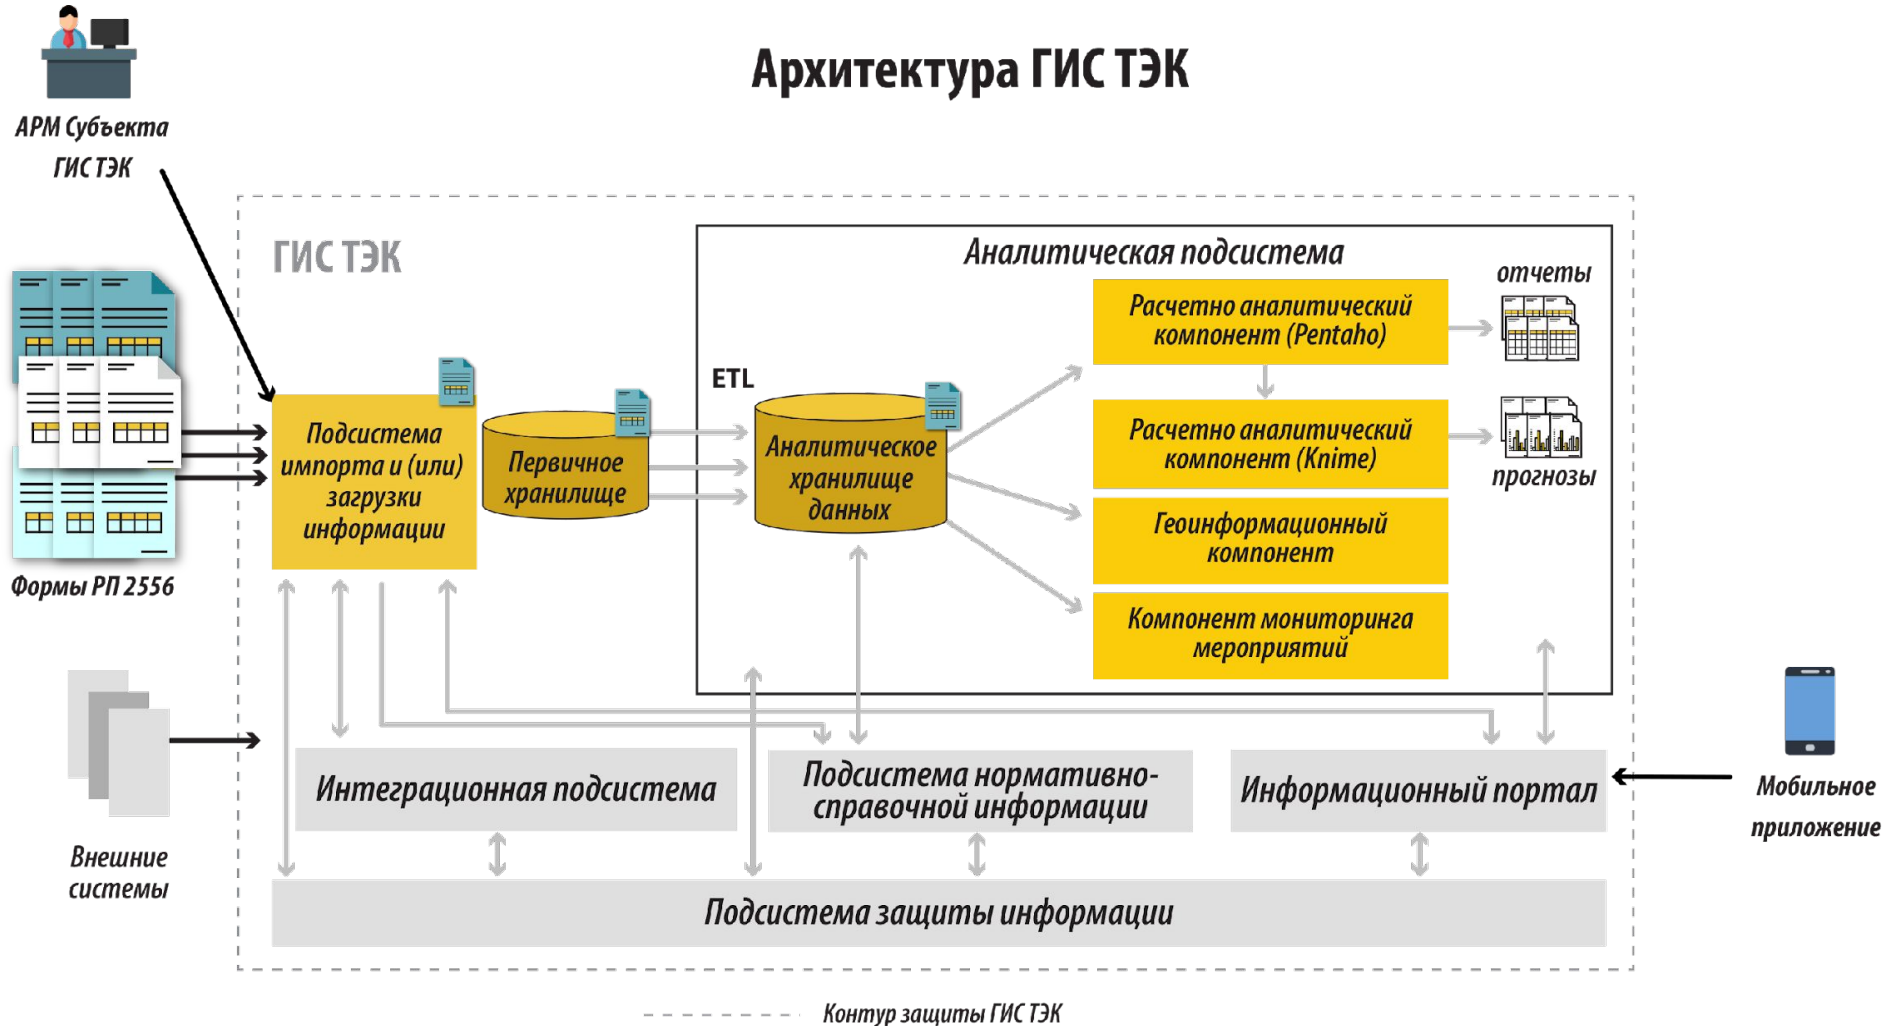 Архитектура ГИС ТЭК
АРМ Субъекта
ГИС ТЭК
ГИС ТЭК
Аналитическая подсистема
отчеты
Расчетно аналитический
компонент (Pentaho)
ETL
Подсистема
импорта и (или)
загрузки
информации
Первичное
хранилище
Аналитическое
хранилище
данных
Расчетно аналитический
компонент (Knime)
прогнозы
Геоинформационный
компонент
Компонент мониторинга
мероприятий
Формы РП 2556
Интеграционная подсистема
Подсистема нормативно-
справочной информации
Информационный портал
Мобильное
приложение
Внешние
системы
Подсистема защиты информации
Контур защиты ГИС ТЭК